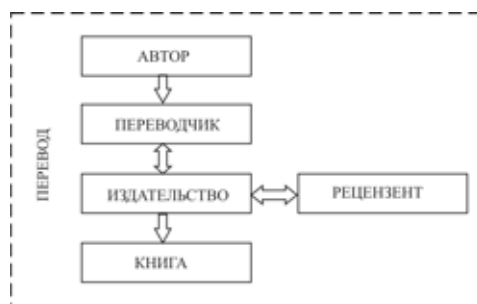 АВТОР
ПЕРЕВОДЧИК
ИЗДАТЕЛЬСТВО
РЕЦЕНЗЕНТ
КНИГА
ПЕРЕВОД